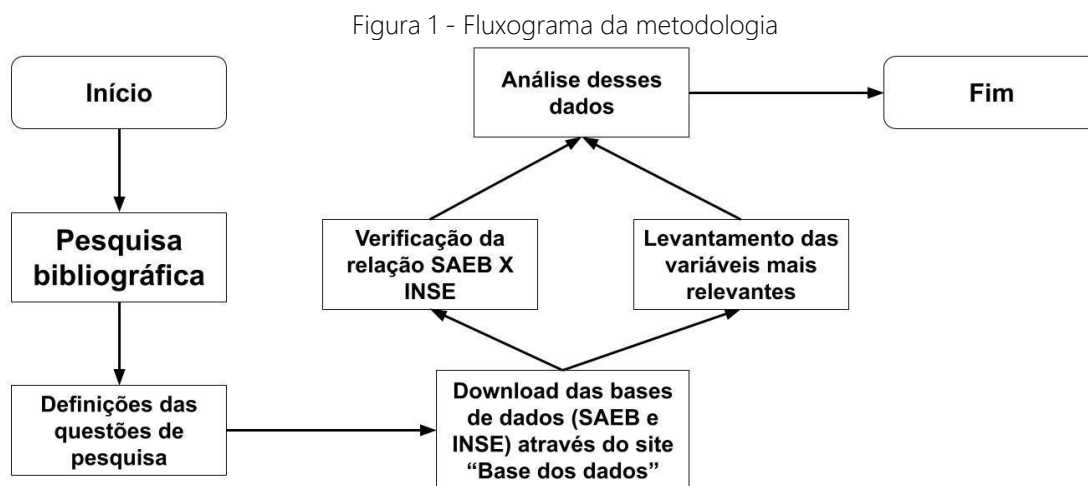 Figura 1 - Fluxograma da metodologia
Início
Pesquisa
bibliográfica
Definições das
questões de
pesquisa
Download das bases
de dados (SAEB e
INSE) através do site
“Base dos dados”
Verificação da
relação SAEB X
INSE
Levantamento das
variáveis mais
relevantes
Análise desses
dados
Fim